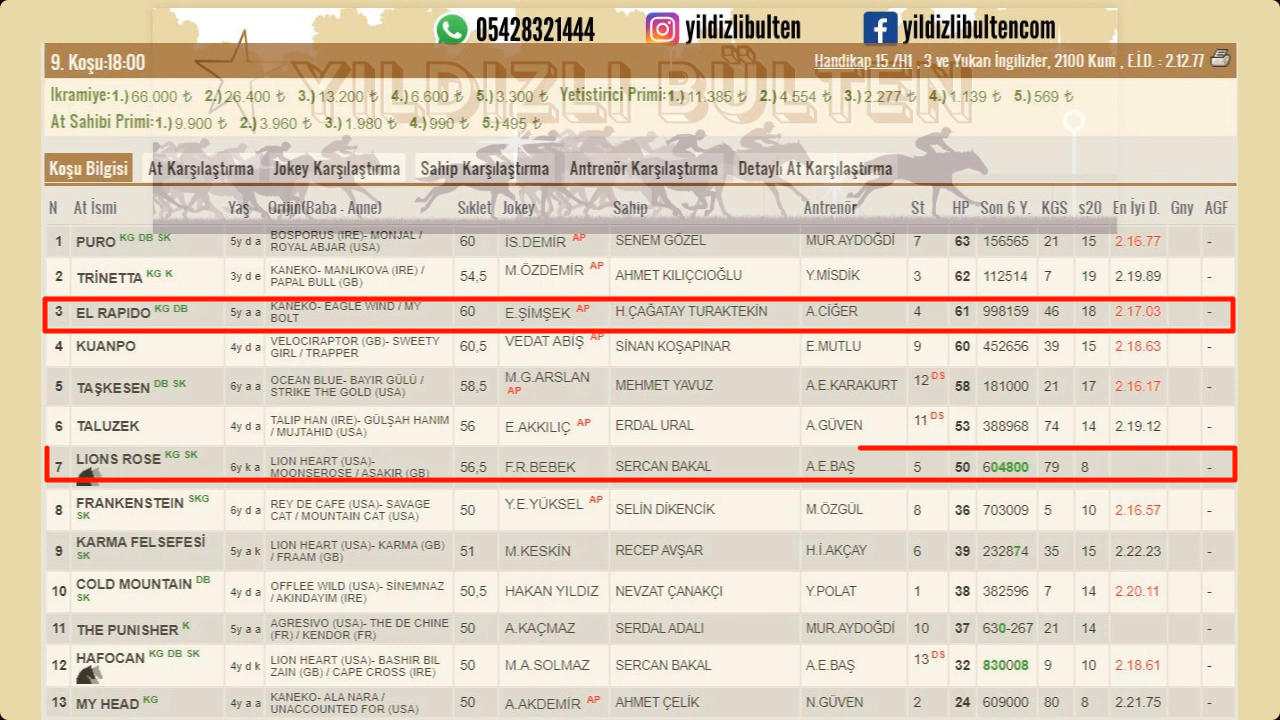 05428321444 yildizlibulten yildizlibultencom
YILDIZLI BÜLTEN
9. Koşu:18:00 Handikap 15 /H1 , 3 ve Yukarı İngilizler, 2100 Kum , E.İ.D. : 2.12.77
İkramiye:1.) 66.000 ₺ 2.) 26.400 ₺ 3.) 13.200 ₺ 4.) 6.600 ₺ 5.) 3.300 ₺ Yetistirici Primi:1.) 11.385 ₺ 2.) 4.554 ₺ 3.) 2.277 ₺ 4.) 1.139 ₺ 5.) 569 ₺
At Sahibi Primi:1.) 9.900 ₺ 2.) 3.960 ₺ 3.) 1.980 ₺ 4.) 990 ₺ 5.) 495 ₺
Koşu Bilgisi At Karşılaştırma Jokey Karşılaştırma Sahip Karşılaştırma Antrenör Karşılaştırma Detaylı At Karşılaştırma
N At İsmi Yaş Orijin(Baba - Anne) Sıklet Jokey Sahip Antrenör St HP Son 6 Y. KGS s20 En İyi D. Gny AGF
1 PURO KG DB SK 5y d a BOSPORUS (IRE)- MONJAL / ROYAL ABJAR (USA) 60 İS.DEMİR AP SENEM GÖZEL MUR.AYDOĞDİ 7 63 156565 21 15 2.16.77 -
2 TRİNETTA KG K 3y d e KANEKO- MANLIKOVA (IRE) / PAPAL BULL (GB) 54,5 M.ÖZDEMİR AP AHMET KILIÇCIOĞLU Y.MİSDİK 3 62 112514 7 19 2.19.89 -
3 EL RAPIDO KG DB 5y a a KANEKO- EAGLE WIND / MY BOLT 60 E.ŞİMŞEK AP H.ÇAĞATAY TURAKTEKİN A.CİĞER 4 61 998159 46 18 2.17.03 -
4 KUANPO 4y d a VELOCIRAPTOR (GB)- SWEETY GIRL / TRAPPER 60,5 VEDAT ABİŞ AP SİNAN KOŞAPINAR E.MUTLU 9 60 452656 39 15 2.18.63 -
5 TAŞKESEN DB SK 6y a a OCEAN BLUE- BAYIR GÜLÜ / STRIKE THE GOLD (USA) 58,5 M.G.ARSLAN AP MEHMET YAVUZ A.E.KARAKURT 12 DS 58 181000 21 17 2.16.17 -
6 TALUZEK 4y d a TALIP HAN (IRE)- GÜLŞAH HANIM / MUJTAHID (USA) 56 E.AKKILIÇ AP ERDAL URAL A.GÜVEN 11 DS 53 388968 74 14 2.19.12 -
7 LIONS ROSE KG SK 6y k a LION HEART (USA)- MOONSEROSE / ASAKIR (GB) 56,5 F.R.BEBEK SERCAN BAKAL A.E.BAŞ 5 50 604800 79 8 -
8 FRANKENSTEIN SKG SK 6y d a REY DE CAFE (USA)- SAVAGE CAT / MOUNTAIN CAT (USA) 50 Y.E.YÜKSEL AP SELİN DİKENCİK M.ÖZGÜL 8 36 703009 5 10 2.16.57 -
9 KARMA FELSEFESİ SK 5y a k LION HEART (USA)- KARMA (GB) / FRAAM (GB) 51 M.KESKİN RECEP AVŞAR H.İ.AKÇAY 6 39 232874 35 15 2.22.23 -
10 COLD MOUNTAIN DB SK 4y d a OFFLEE WILD (USA)- SİNEMNAZ / AKINDAYIM (IRE) 50,5 HAKAN YILDIZ NEVZAT ÇANAKÇI Y.POLAT 1 38 382596 7 14 2.20.11 -
11 THE PUNISHER K 5y a a AGRESIVO (USA)- THE DE CHINE (FR) / KENDOR (FR) 50 A.KAÇMAZ SERDAL ADALI MUR.AYDOĞDİ 10 37 630-267 21 14 -
12 HAFOCAN KG DB SK 4y d k LION HEART (USA)- BASHIR BIL ZAIN (GB) / CAPE CROSS (IRE) 50 M.A.SOLMAZ SERCAN BAKAL A.E.BAŞ 13 DS 32 830008 9 10 2.18.61 -
13 MY HEAD KG 4y a a KANEKO- ALA NARA / UNACCOUNTED FOR (USA) 50 A.AKDEMİR AP AHMET ÇELİK N.GÜVEN 2 24 609000 80 8 2.21.75 -